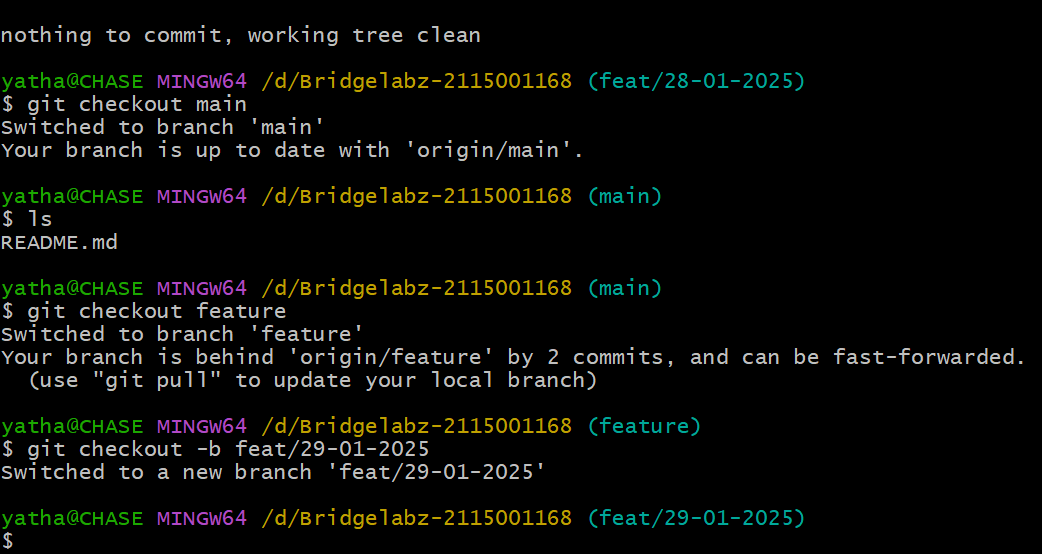 nothing to commit, working tree clean
yatha@CHASE MINGW64 /d/Bridgelabz-2115001168 (feat/28-01-2025)
$ git checkout main
Switched to branch 'main'
Your branch is up to date with 'origin/main'.
yatha@CHASE MINGW64 /d/Bridgelabz-2115001168 (main)
$ ls
README.md
yatha@CHASE MINGW64 /d/Bridgelabz-2115001168 (main)
$ git checkout feature
Switched to branch 'feature'
Your branch is behind 'origin/feature' by 2 commits, and can be fast-forwarded.
  (use "git pull" to update your local branch)
yatha@CHASE MINGW64 /d/Bridgelabz-2115001168 (feature)
$ git checkout -b feat/29-01-2025
Switched to a new branch 'feat/29-01-2025'
yatha@CHASE MINGW64 /d/Bridgelabz-2115001168 (feat/29-01-2025)
$